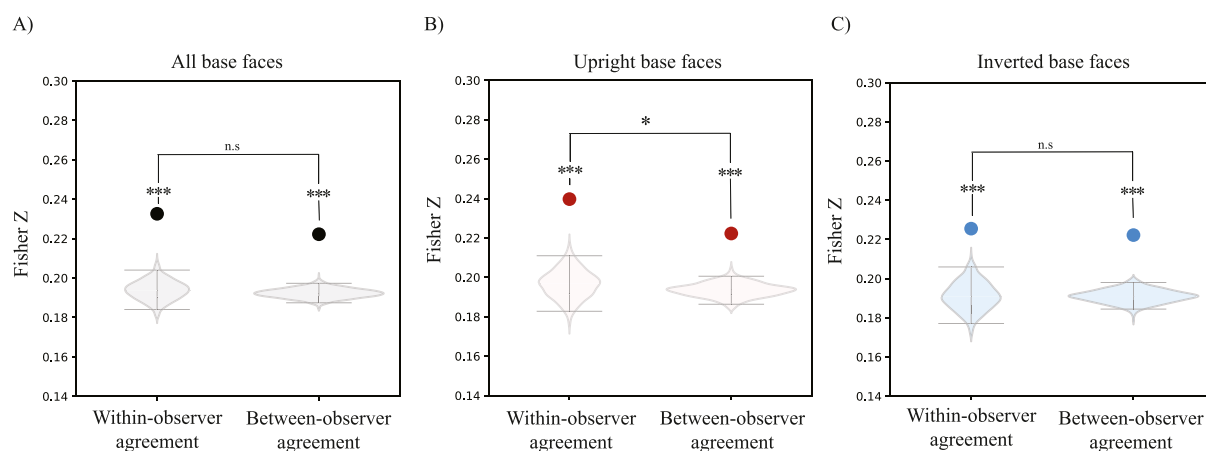 A)
All base faces
Fisher Z
0.30
0.28
0.26
0.24
0.22
0.20
0.18
0.16
0.14
n.s
***
***
Within-observer
agreement
Between-observer
agreement
B)
Upright base faces
Fisher Z
0.30
0.28
0.26
0.24
0.22
0.20
0.18
0.16
0.14
*
***
***
Within-observer
agreement
Between-observer
agreement
C)
Inverted base faces
Fisher Z
0.30
0.28
0.26
0.24
0.22
0.20
0.18
0.16
0.14
n.s
***
***
Within-observer
agreement
Between-observer
agreement